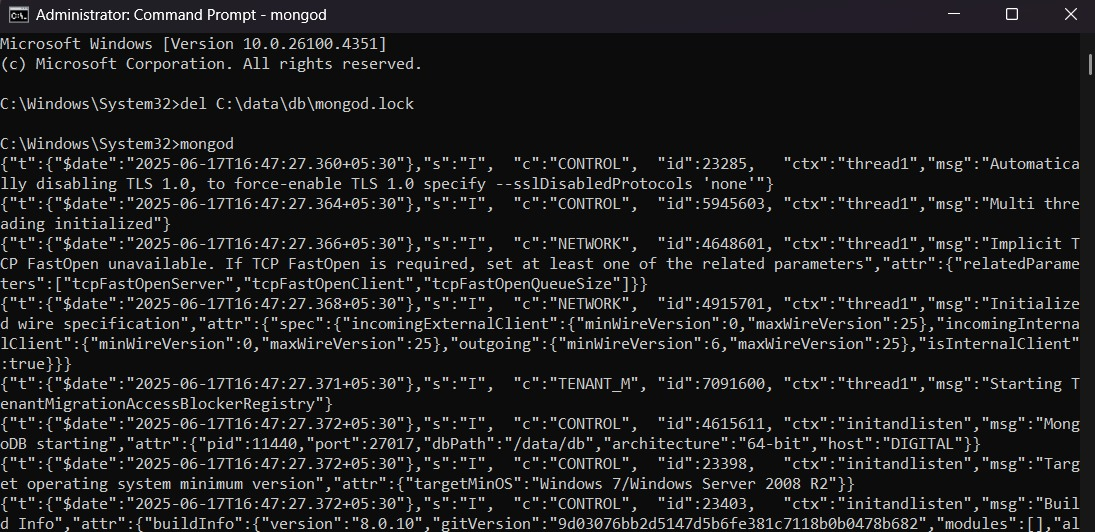 Administrator: Command Prompt - mongod
Microsoft Windows [Version 10.0.26100.4351]
(c) Microsoft Corporation. All rights reserved.
C:\Windows\System32>del C:\data\db\mongod.lock
C:\Windows\System32>mongod
{"t":{"$date":"2025-06-17T16:47:27.360+05:30"},"s":"I",  "c":"CONTROL",  "id":23285,   "ctx":"thread1","msg":"Automatica
lly disabling TLS 1.0, to force-enable TLS 1.0 specify --sslDisabledProtocols 'none'"}
{"t":{"$date":"2025-06-17T16:47:27.364+05:30"},"s":"I",  "c":"CONTROL",  "id":5945603, "ctx":"thread1","msg":"Multi thre
ading initialized"}
{"t":{"$date":"2025-06-17T16:47:27.366+05:30"},"s":"I",  "c":"NETWORK",  "id":4648601, "ctx":"thread1","msg":"Implicit T
CP FastOpen unavailable. If TCP FastOpen is required, set at least one of the related parameters","attr":{"relatedParame
ters":["tcpFastOpenServer","tcpFastOpenClient","tcpFastOpenQueueSize"]}}
{"t":{"$date":"2025-06-17T16:47:27.368+05:30"},"s":"I",  "c":"NETWORK",  "id":4915701, "ctx":"thread1","msg":"Initialize
d wire specification","attr":{"spec":{"incomingExternalClient":{"minWireVersion":0,"maxWireVersion":25},"incomingInterna
lClient":{"minWireVersion":0,"maxWireVersion":25},"outgoing":{"minWireVersion":6,"maxWireVersion":25},"isInternalClient"
:true}}}
{"t":{"$date":"2025-06-17T16:47:27.371+05:30"},"s":"I",  "c":"TENANT_M", "id":7091600, "ctx":"thread1","msg":"Starting T
enantMigrationAccessBlockerRegistry"}
{"t":{"$date":"2025-06-17T16:47:27.372+05:30"},"s":"I",  "c":"CONTROL",  "id":4615611, "ctx":"initandlisten","msg":"Mong
oDB starting","attr":{"pid":11440,"port":27017,"dbPath":"/data/db","architecture":"64-bit","host":"DIGITAL"}}
{"t":{"$date":"2025-06-17T16:47:27.372+05:30"},"s":"I",  "c":"CONTROL",  "id":23398,   "ctx":"initandlisten","msg":"Targ
et operating system minimum version","attr":{"targetMinOS":"Windows 7/Windows Server 2008 R2"}}
{"t":{"$date":"2025-06-17T16:47:27.372+05:30"},"s":"I",  "c":"CONTROL",  "id":23403,   "ctx":"initandlisten","msg":"Buil
d Info","attr":{"buildInfo":{"version":"8.0.10","gitVersion":"9d03076bb2d5147d5b6fe381c7118b0b0478b682","modules":[],"al